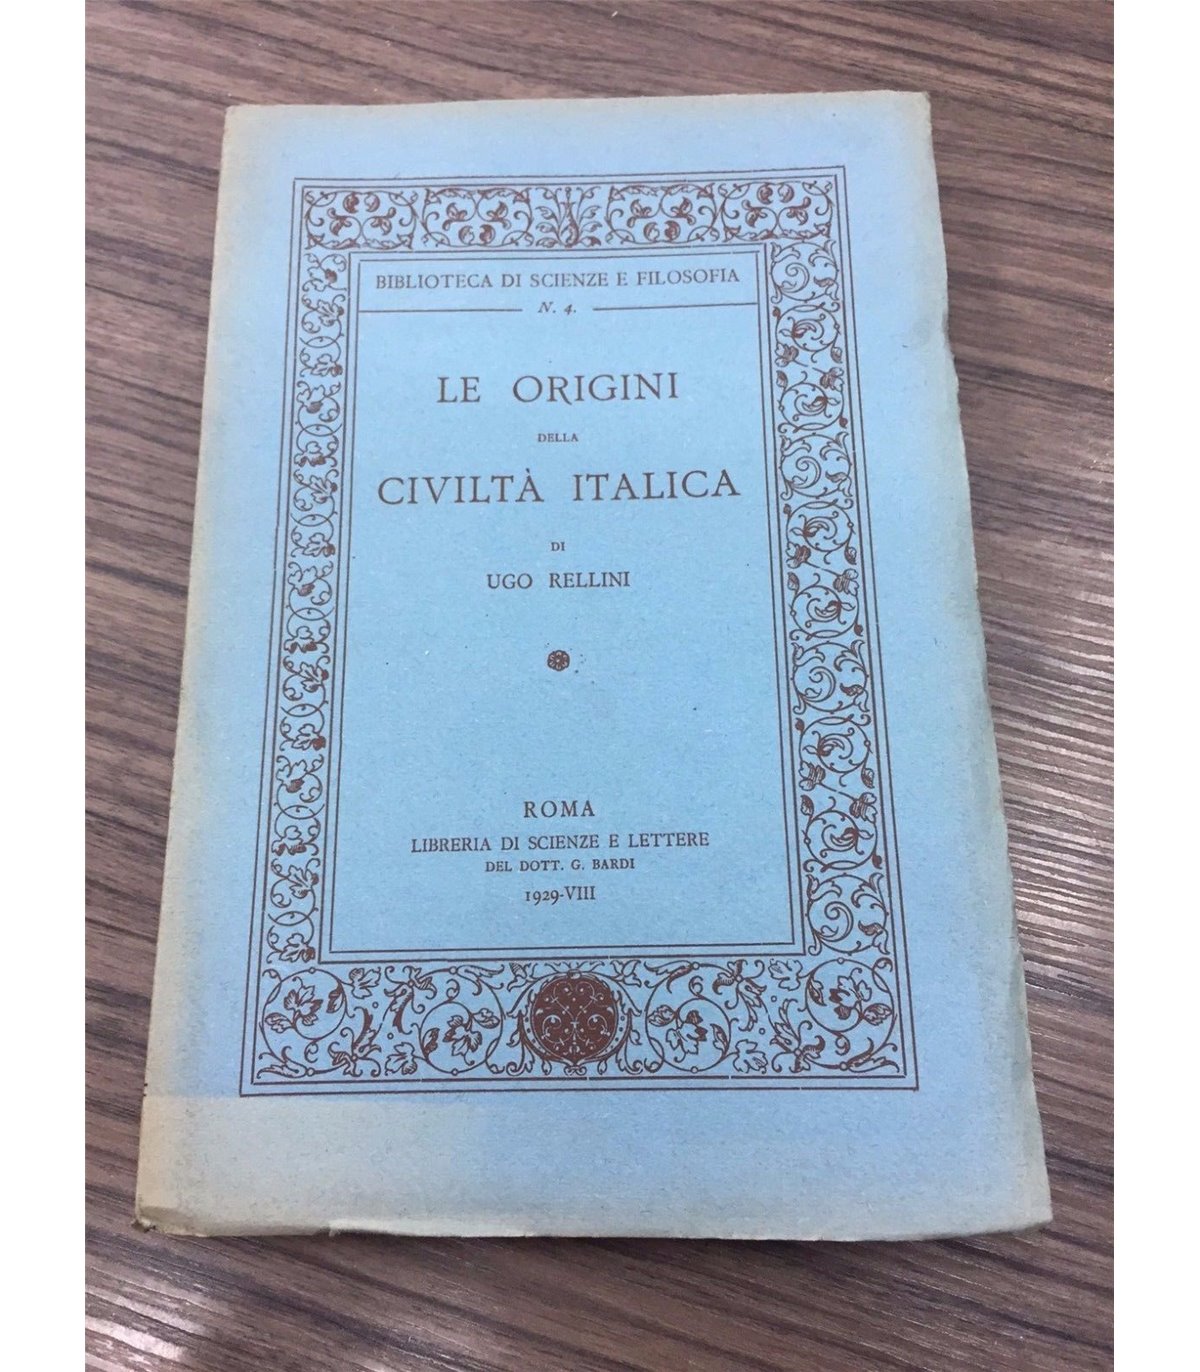 BIBLIOTECA DI SCIENZE E FILOSOFIA
N. 4.
LE ORIGINI
DELLA
CIVILTÀ ITALICA
DI
UGO RELLINI
ROMA
LIBRERIA DI SCIENZE E LETTERE
DEL DOTT. G. BARDI
1929-VIII